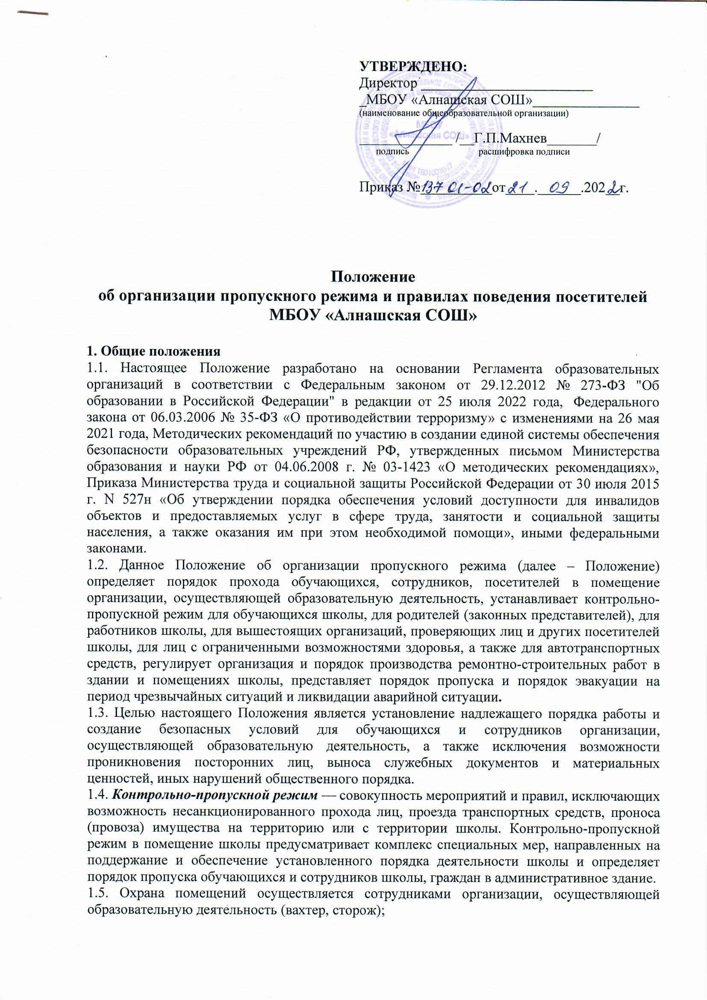 УТВЕРЖДЕНО:
Директор ________________________
_МБОУ «Алнашская СОШ»_______________
(наименование общеобразовательной организации)
МБОУ
«Алнашская СОШ»
_____________ /__Г.П.Махнев_______/
подпись расшифровка подписи
ИНН 1801001047
Приказ №137 01-02 от 21 . 09 .2022г.
Положение
об организации пропускного режима и правилах поведения посетителей
МБОУ «Алнашская СОШ»
1. Общие положения
1.1. Настоящее Положение разработано на основании Регламента образовательных
организаций в соответствии с Федеральным законом от 29.12.2012 № 273-ФЗ "Об
образовании в Российской Федерации" в редакции от 25 июля 2022 года, Федерального
закона от 06.03.2006 № 35-ФЗ «О противодействии терроризму» с изменениями на 26 мая
2021 года, Методических рекомендаций по участию в создании единой системы обеспечения
безопасности образовательных учреждений РФ, утвержденных письмом Министерства
образования и науки РФ от 04.06.2008 г. № 03-1423 «О методических рекомендациях»,
Приказа Министерства труда и социальной защиты Российской Федерации от 30 июля 2015
г. N 527н «Об утверждении порядка обеспечения условий доступности для инвалидов
объектов и предоставляемых услуг в сфере труда, занятости и социальной защиты
населения, а также оказания им при этом необходимой помощи», иными федеральными
законами.
1.2. Данное Положение об организации пропускного режима (далее – Положение)
определяет порядок прохода обучающихся, сотрудников, посетителей в помещение
организации, осуществляющей образовательную деятельность, устанавливает контрольно-
пропускной режим для обучающихся школы, для родителей (законных представителей), для
работников школы, для вышестоящих организаций, проверяющих лиц и других посетителей
школы, для лиц с ограниченными возможностями здоровья, а также для автотранспортных
средств, регулирует организация и порядок производства ремонтно-строительных работ в
здании и помещениях школы, представляет порядок пропуска и порядок эвакуации на
период чрезвычайных ситуаций и ликвидации аварийной ситуации.
1.3. Целью настоящего Положения является установление надлежащего порядка работы и
создание безопасных условий для обучающихся и сотрудников организации,
осуществляющей образовательную деятельность, а также исключения возможности
проникновения посторонних лиц, выноса служебных документов и материальных
ценностей, иных нарушений общественного порядка.
1.4. Контрольно-пропускной режим — совокупность мероприятий и правил, исключающих
возможность несанкционированного прохода лиц, проезда транспортных средств, проноса
(провоза) имущества на территорию или с территории школы. Контрольно-пропускной
режим в помещение школы предусматривает комплекс специальных мер, направленных на
поддержание и обеспечение установленного порядка деятельности школы и определяет
порядок пропуска обучающихся и сотрудников школы, граждан в административное здание.
1.5. Охрана помещений осуществляется сотрудниками организации, осуществляющей
образовательную деятельность (вахтер, сторож);